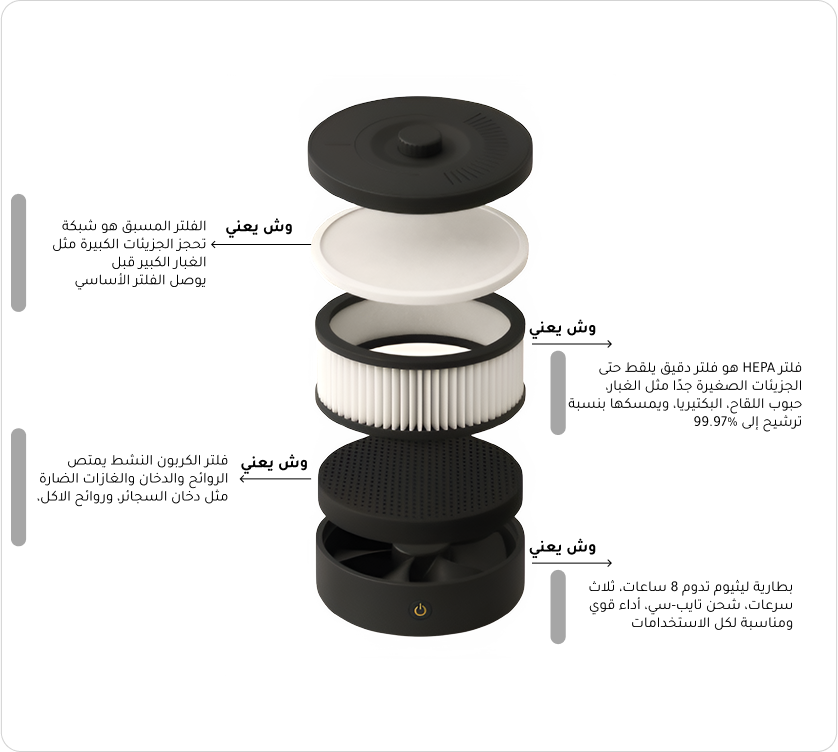 وش يعني
الفلتر المسبق هو شبكة
تحجز الجزيئات الكبيرة مثل
الغبار الكبير قبل
يوصل الفلتر الأساسي
وش يعني
فلتر HEPA هو فلتر دقيق يلقط حتى
الجزيئات الصغيرة جدًا مثل الغبار،
حبوب اللقاح، البكتيريا، ويمسكها بنسبة
ترشيح إلى 99.97%
وش يعني
فلتر الكربون النشط يمتص
الروائح والدخان والغازات الضارة
مثل دخان السجائر، وروائح الاكل،
وش يعني
بطارية ليثيوم تدوم 8 ساعات، ثلاث
سرعات، شحن تايب-سي، أداء قوي
ومناسبة لكل الاستخدامات